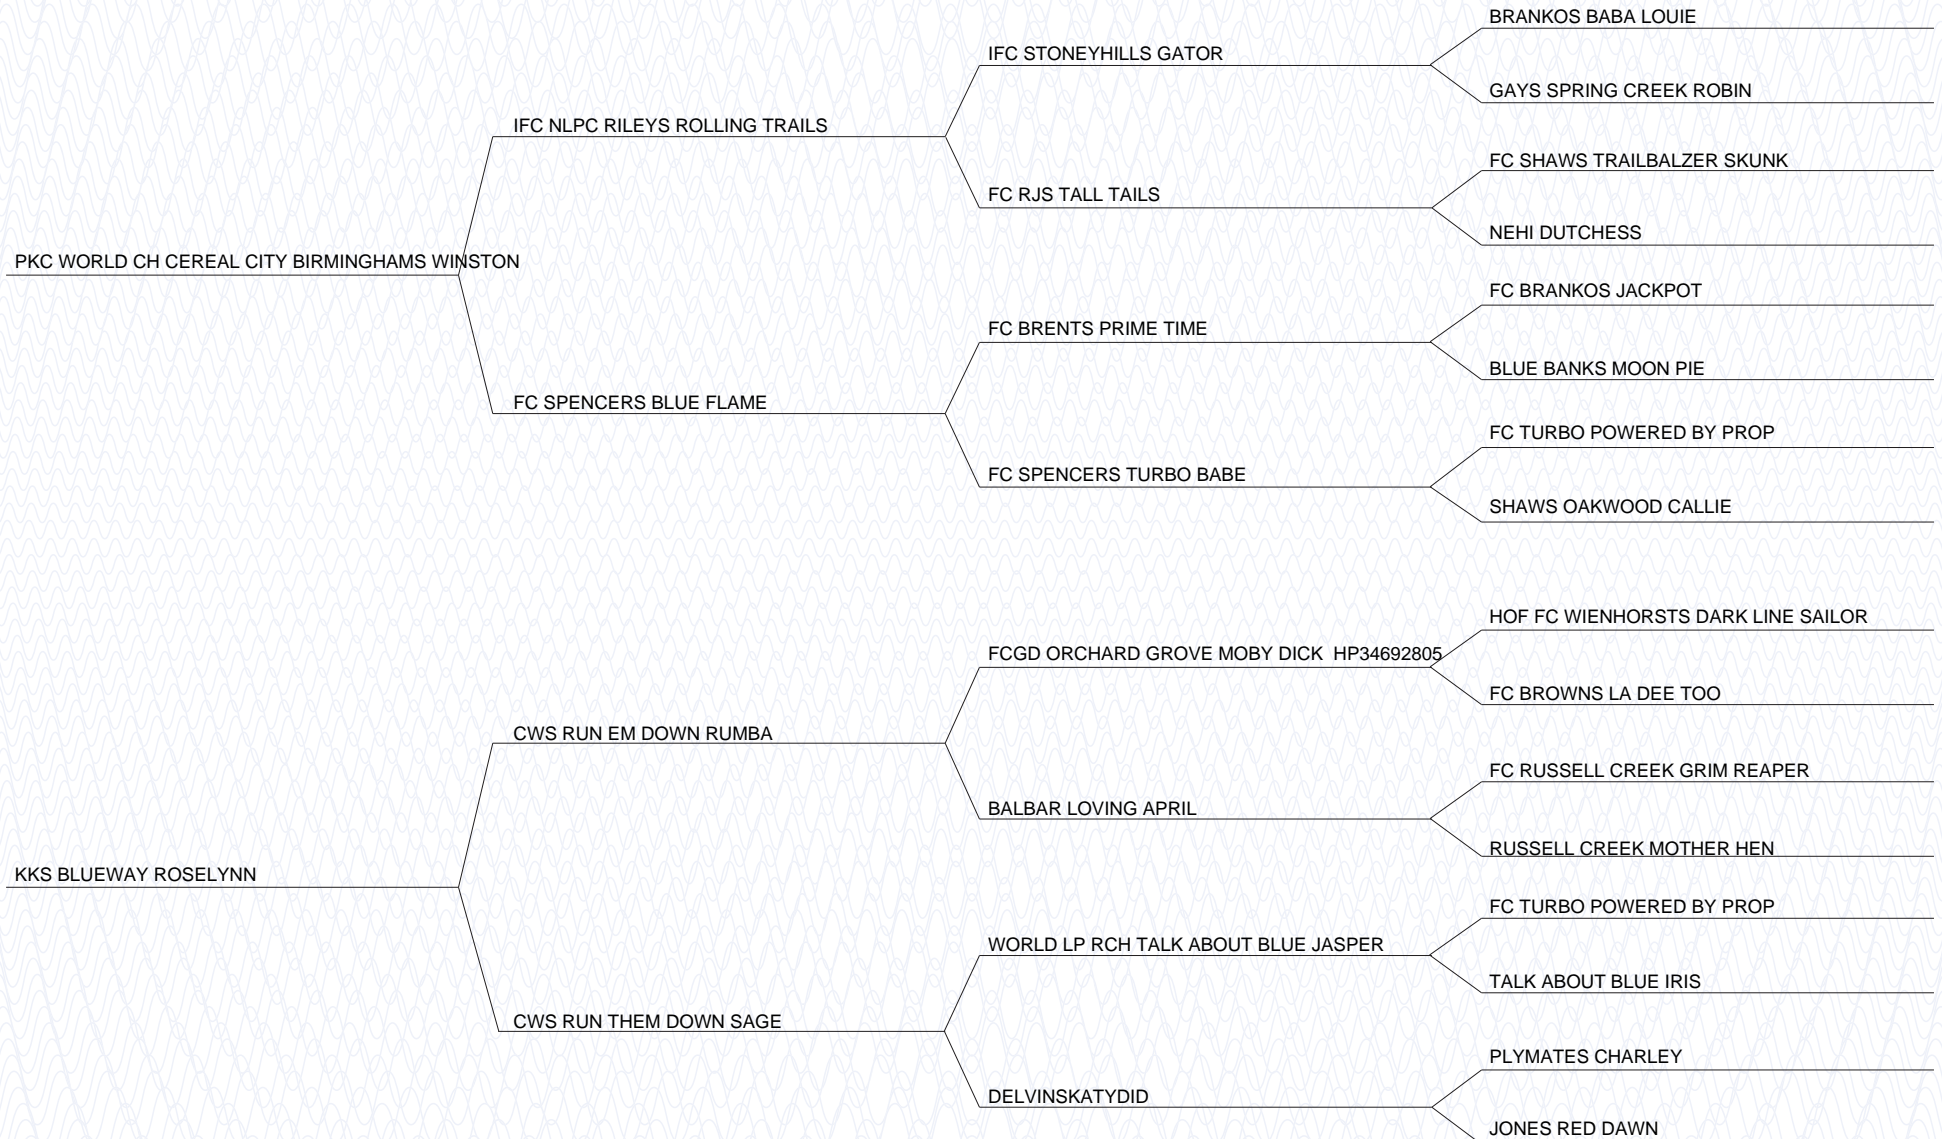 BRANKOS BABA LOUIE
IFC STONEYHILLS GATOR
GAYS SPRING CREEK ROBIN
IFC NLPC RILEYS ROLLING TRAILS
FC SHAWS TRAILBALZER SKUNK
FC RJS TALL TAILS
NEHI DUTCHESS
PKC WORLD CH CEREAL CITY BIRMINGHAMS WINSTON
FC BRANKOS JACKPOT
FC BRENTS PRIME TIME
BLUE BANKS MOON PIE
FC SPENCERS BLUE FLAME
FC TURBO POWERED BY PROP
FC SPENCERS TURBO BABE
SHAWS OAKWOOD CALLIE
HOF FC WIENHORSTS DARK LINE SAILOR
FCGD ORCHARD GROVE MOBY DICK  HP34692805
FC BROWNS LA DEE TOO
CWS RUN EM DOWN RUMBA
FC RUSSELL CREEK GRIM REAPER
BALBAR LOVING APRIL
RUSSELL CREEK MOTHER HEN
KKS BLUEWAY ROSELYNN
FC TURBO POWERED BY PROP
WORLD LP RCH TALK ABOUT BLUE JASPER
TALK ABOUT BLUE IRIS
CWS RUN THEM DOWN SAGE
PLYMATES CHARLEY
DELVINSKATYDID
JONES RED DAWN